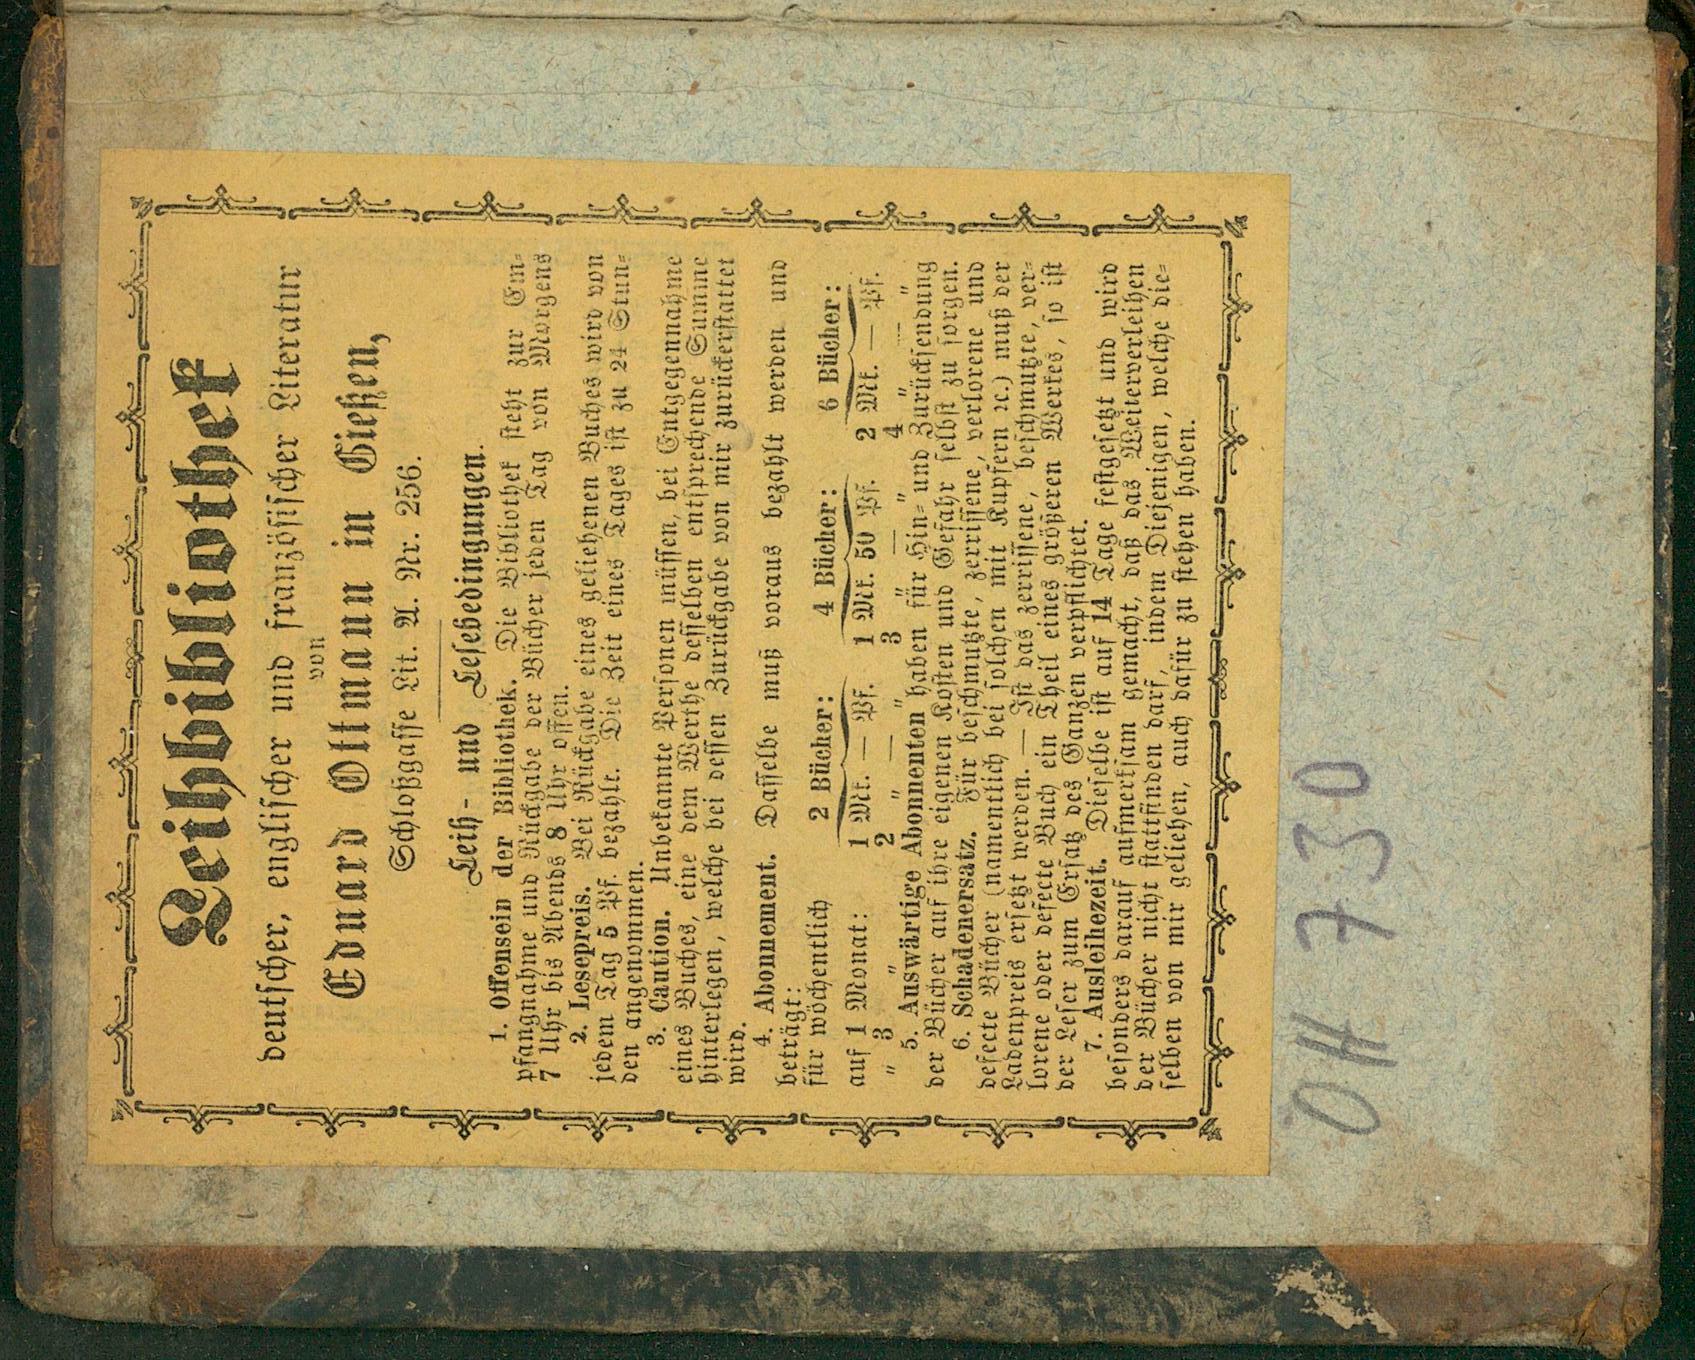 Leihbibliothek
deutscher, englischer und französischer Literatur
von
Eduard Ottmann in Gießen,
Schloßgasse Lit. A. Nr. 256.
Leih- und Lesebedingungen.
1. Offensein der Bibliothek. Die Bibliothek steht zur Em-
pfangnahme und Rückgabe der Bücher jeden Tag von Morgens
7 Uhr bis Abends 8 Uhr offen.
2. Lesepreis. Bei Rückgabe eines geliehenen Buches wird von
jedem Tag 5 Pf. bezahlt. Die Zeit eines Tages ist zu 24 Stun-
den angenommen.
3. Caution. Unbekannte Personen müssen, bei Entgegennahme
eines Buches, eine dem Werthe desselben entsprechende Summe
hinterlegen, welche bei dessen Zurückgabe von mir zurückerstattet
wird.
4. Abonnement. Dasselbe muß voraus bezahlt werden und
beträgt:
für wöchentlich 2 Bücher: 4 Bücher: 6 Bücher:
auf 1 Monat: 1 Mk. — Pf. 1 Mk. 50 Pf. 2 Mk. — Pf.
„ 3 „ 2 „ — „ 3 „ — „ 4 „ — „
5. Auswärtige Abonnenten haben für Hin- und Zurücksendung
der Bücher auf ihre eigenen Kosten und Gefahr selbst zu sorgen.
6. Schadenersatz. Für beschmutzte, zerrissene, verlorene und
defecte Bücher (namentlich bei solchen mit Kupfern ꝛc.) muß der
Ladenpreis ersetzt werden. — Ist das zerrissene, beschmutzte, ver-
lorene oder defecte Buch ein Theil eines größeren Werkes, so ist
der Leser zum Ersatz des Ganzen verpflichtet.
7. Ausleihezeit. Dieselbe ist auf 14 Tage festgesetzt und wird
besonders darauf aufmerksam gemacht, daß das Weiterverleihen
der Bücher nicht stattfinden darf, indem Diejenigen, welche die-
selben von mir geliehen, auch dafür zu stehen haben.
ÖH 730